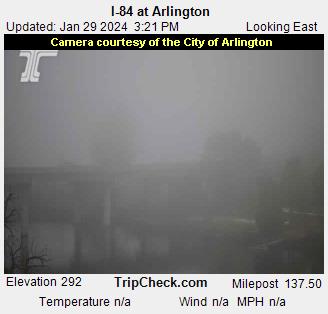 I-84 at Arlington
Updated: Jan 29 2024 3:21 PM Looking East
Camera courtesy of the City of Arlington
Elevation 292 TripCheck.com Milepost 137.50
Temperature n/a Wind n/a MPH n/a